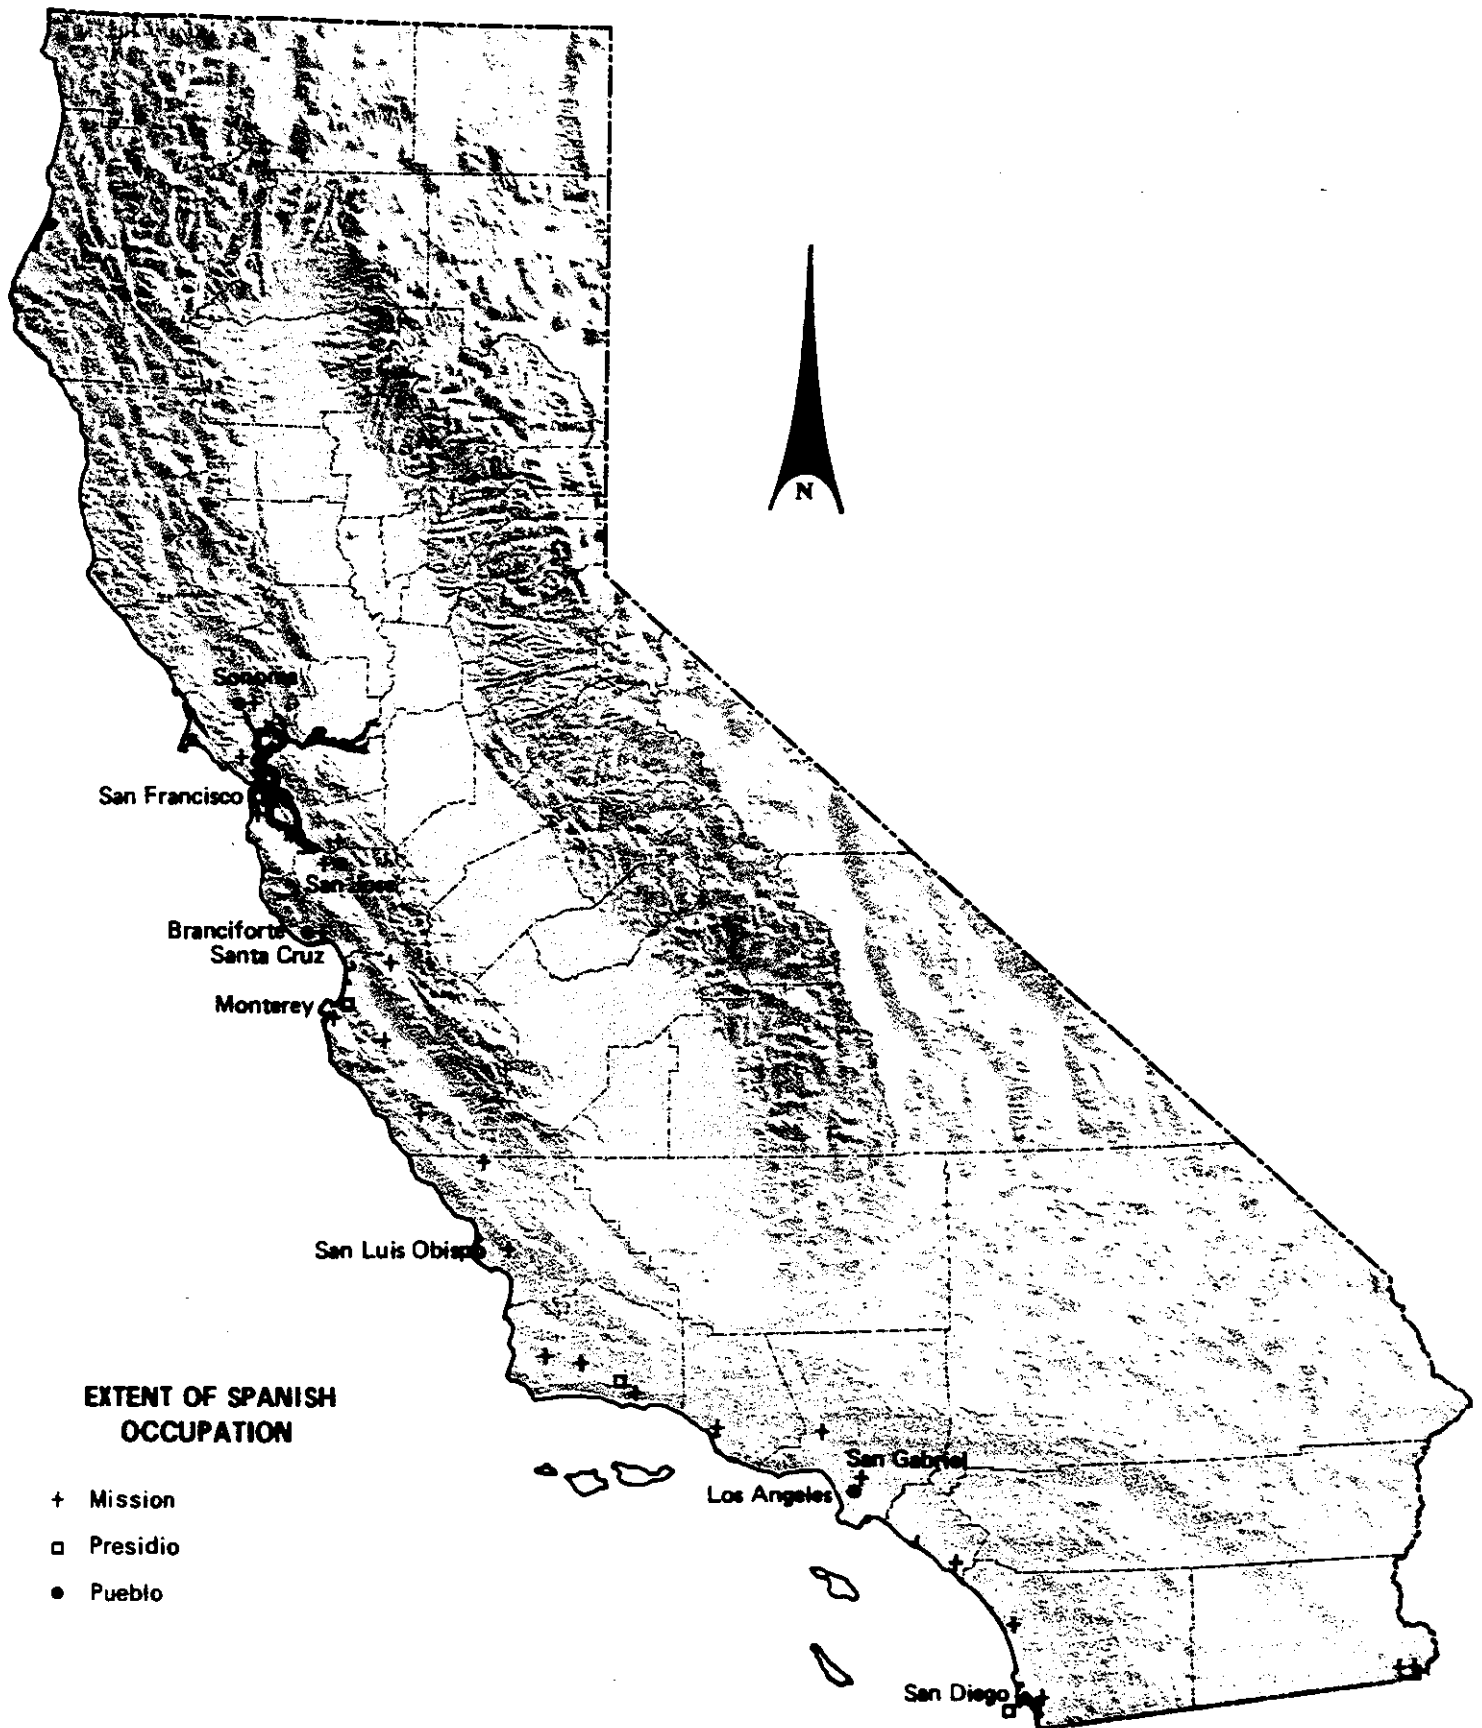 N
Sonoma
San Francisco
San Jose
Branciforte
Santa Cruz
Monterey
San Luis Obispo
EXTENT OF SPANISH
OCCUPATION
+ Mission
□ Presidio
● Pueblo
San Gabriel
Los Angeles
San Diego